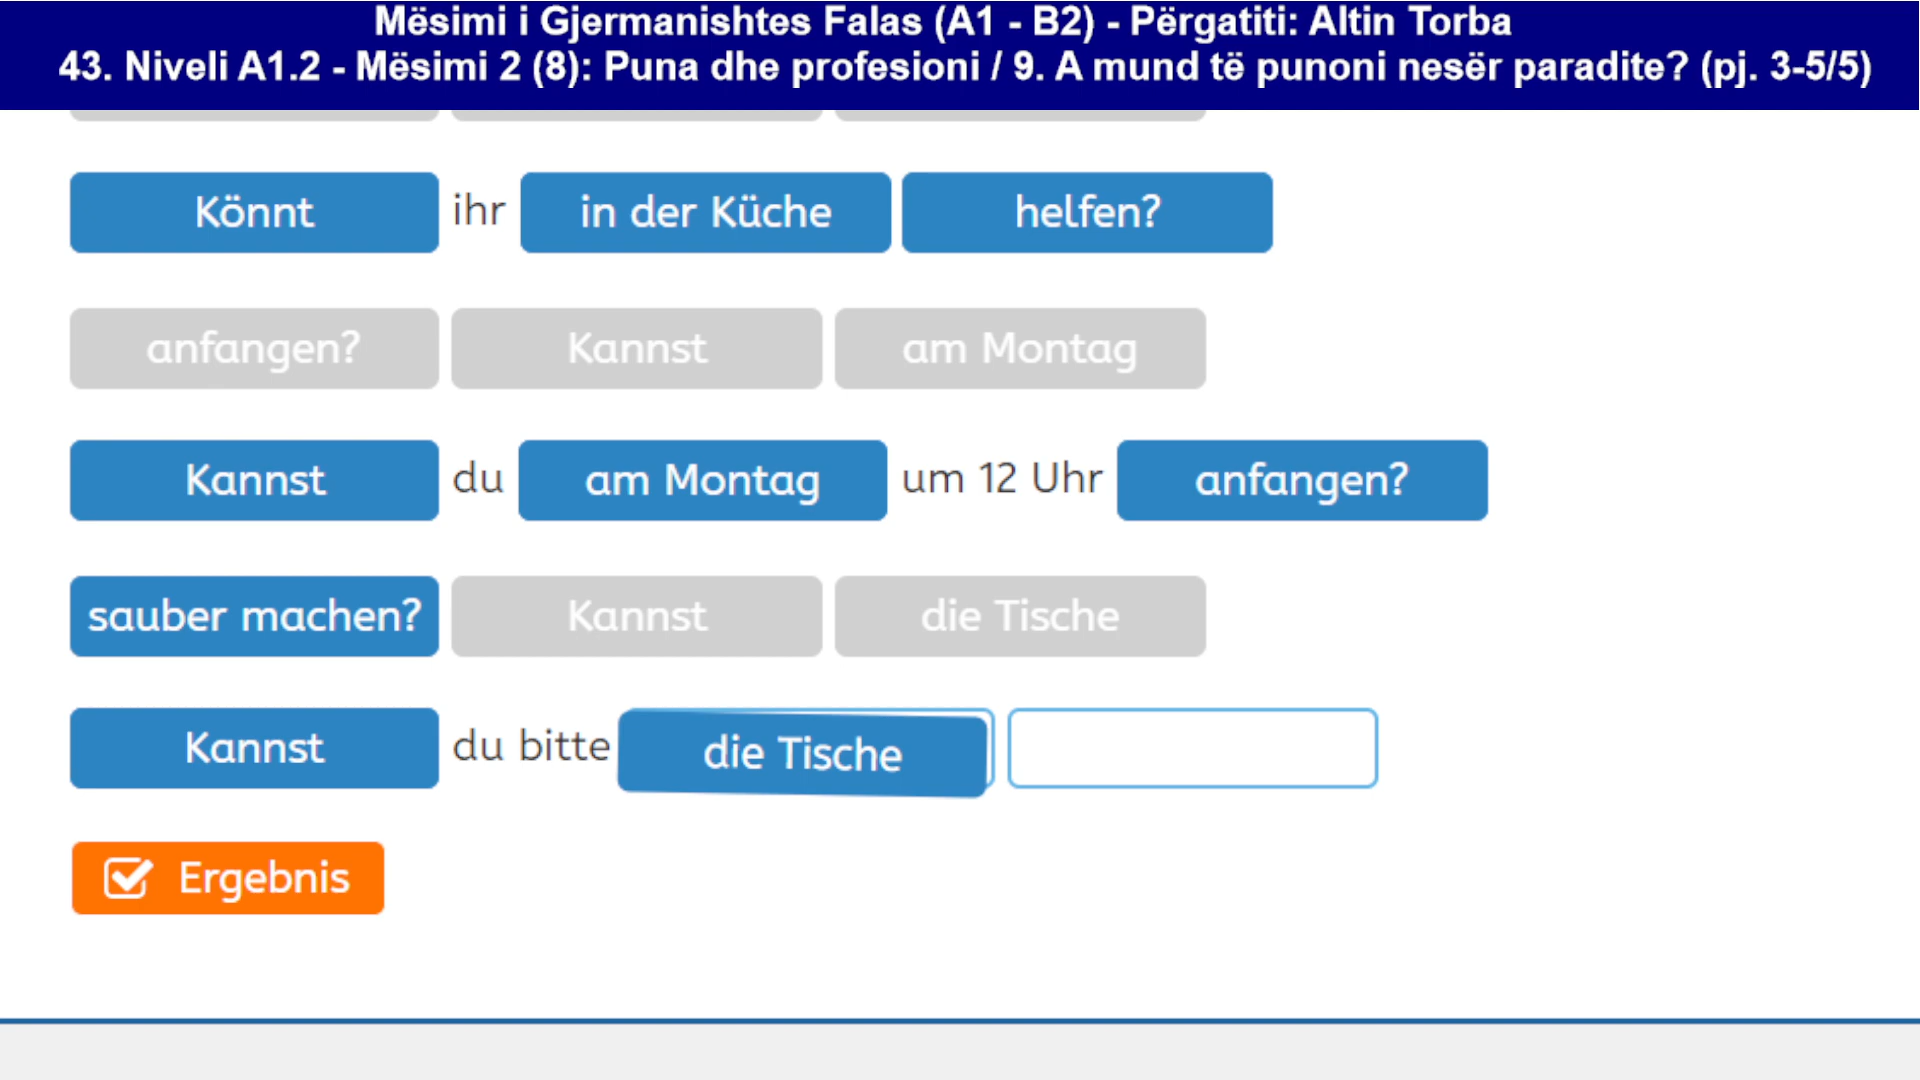 Mësimi i Gjermanishtes Falas (A1 - B2) - Përgatiti: Altin Torba
43. Niveli A1.2 - Mësimi 2 (8): Puna dhe profesioni / 9. A mund të punoni nesër paradite? (pj. 3-5/5)
Könnt ihr in der Küche helfen?
anfangen? Kannst am Montag
Kannst du am Montag um 12 Uhr anfangen?
sauber machen? Kannst die Tische
Kannst du bitte die Tische
Ergebnis